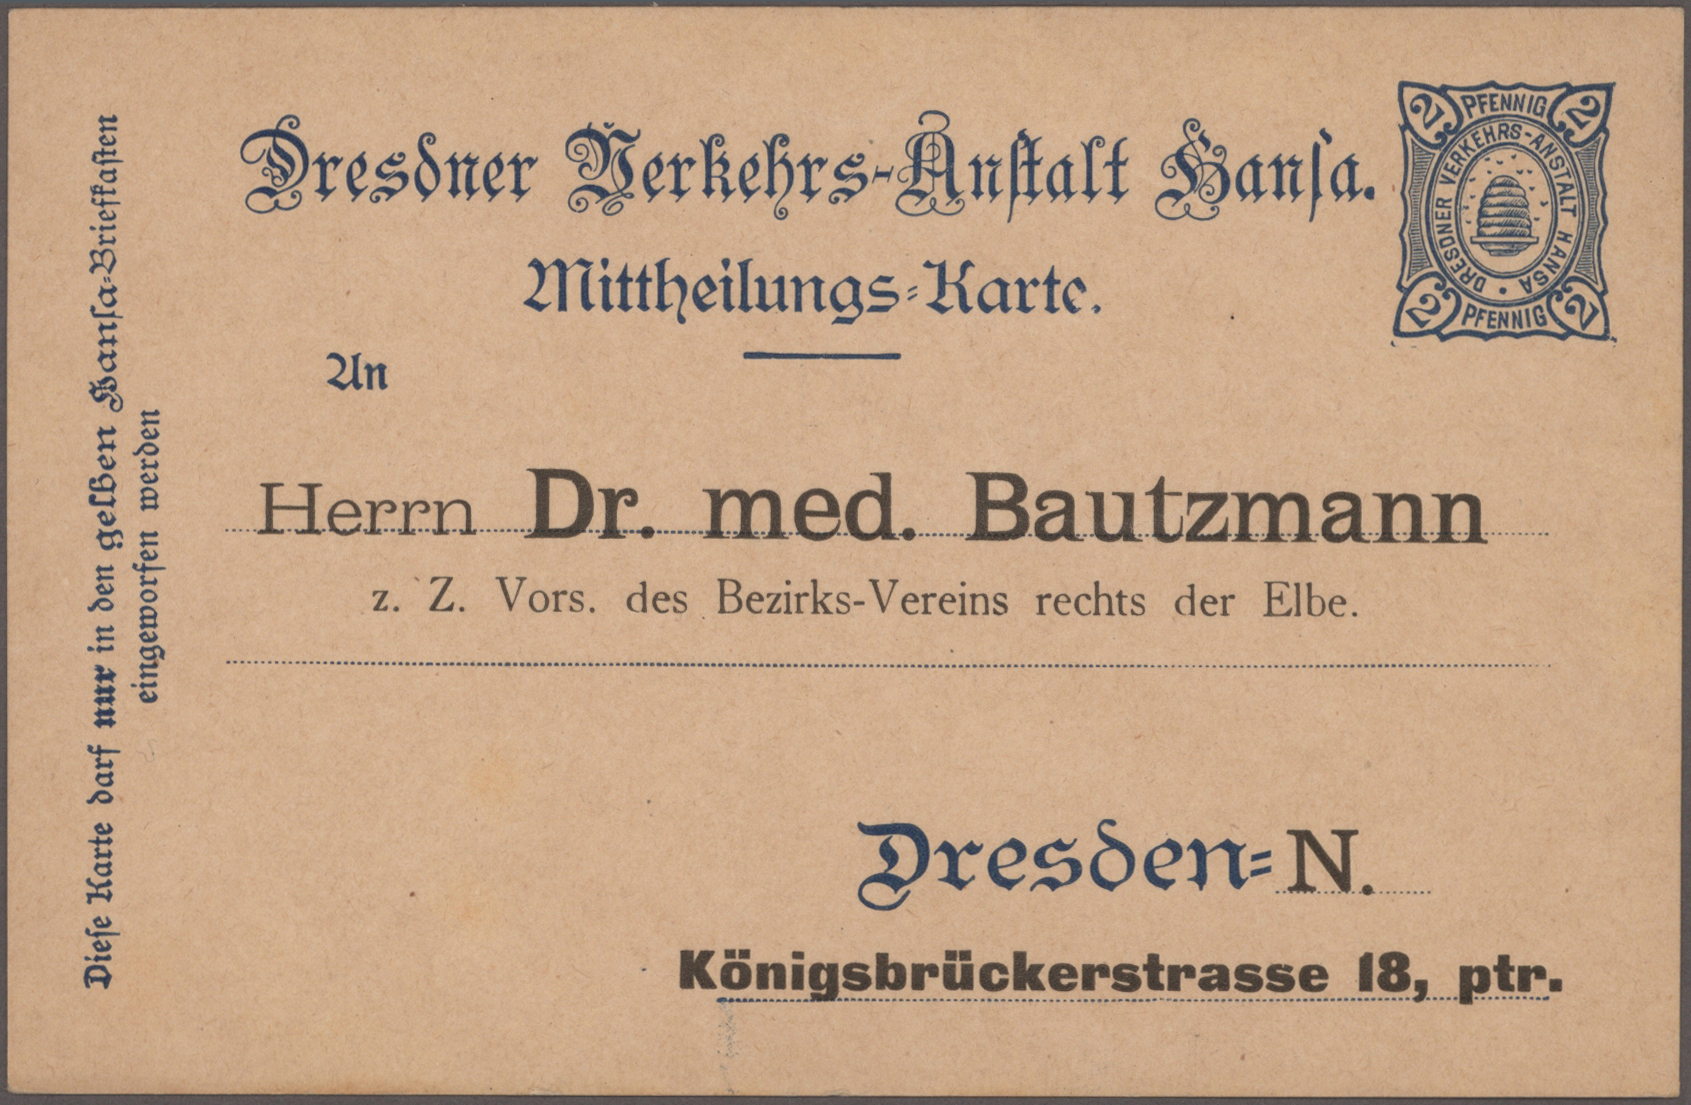 Dresdner Verkehrs-Anstalt Hansa.
Mittheilungs-Karte.
2 PFENNIG 2
DRESDNER VERKEHRS-ANSTALT HANSA
2 PFENNIG 2
An
Herrn Dr. med. Bautzmann
z. Z. Vors. des Bezirks-Vereins rechts der Elbe.
Dresden-N.
Königsbrückerstrasse 18, ptr.
Diese Karte darf nur in den gelben Hansa-Briefkasten
eingeworfen werden